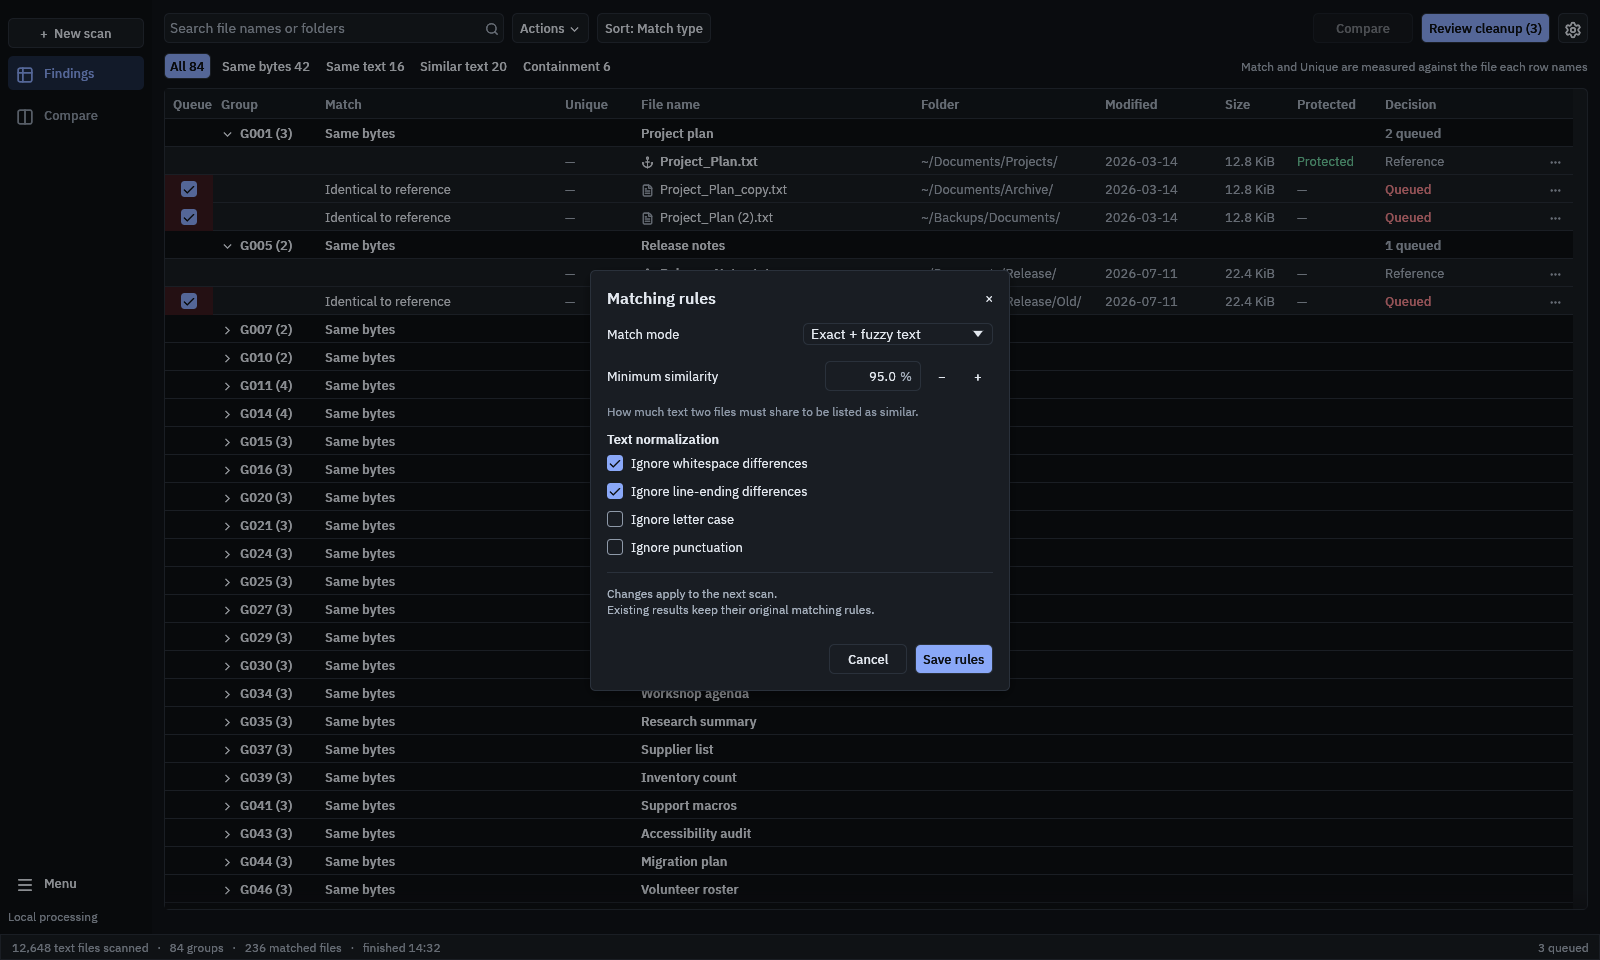 + New scan
Findings
Compare
Menu
Local processing
Search file names or folders
Actions
Sort: Match type
Compare
Review cleanup (3)
All 84
Same bytes 42
Same text 16
Similar text 20
Containment 6
Match and Unique are measured against the file each row names
Queue Group Match Unique File name Folder Modified Size Protected Decision
G001 (3) Same bytes Project plan 2 queued
— Project_Plan.txt ~/Documents/Projects/ 2026-03-14 12.8 KiB Protected Reference ...
Identical to reference — Project_Plan_copy.txt ~/Documents/Archive/ 2026-03-14 12.8 KiB — Queued ...
Identical to reference — Project_Plan (2).txt ~/Backups/Documents/ 2026-03-14 12.8 KiB — Queued ...
G005 (2) Same bytes Release notes 1 queued
— Release/ 2026-07-11 22.4 KiB — Reference ...
Identical to reference — Release/Old/ 2026-07-11 22.4 KiB — Queued ...
G007 (2) Same bytes
G010 (2) Same bytes
G011 (4) Same bytes
G014 (4) Same bytes
G015 (3) Same bytes
G016 (3) Same bytes
G020 (3) Same bytes
G021 (3) Same bytes
G024 (3) Same bytes
G025 (3) Same bytes
G027 (3) Same bytes
G029 (3) Same bytes
G030 (3) Same bytes
G034 (3) Same bytes Workshop agenda
G035 (3) Same bytes Research summary
G037 (3) Same bytes Supplier list
G039 (3) Same bytes Inventory count
G041 (3) Same bytes Support macros
G043 (3) Same bytes Accessibility audit
G044 (3) Same bytes Migration plan
G046 (3) Same bytes Volunteer roster
Matching rules
×
Match mode Exact + fuzzy text
Minimum similarity 95.0 % − +
How much text two files must share to be listed as similar.
Text normalization
Ignore whitespace differences
Ignore line-ending differences
Ignore letter case
Ignore punctuation
Changes apply to the next scan.
Existing results keep their original matching rules.
Cancel
Save rules
12,648 text files scanned · 84 groups · 236 matched files · finished 14:32
3 queued